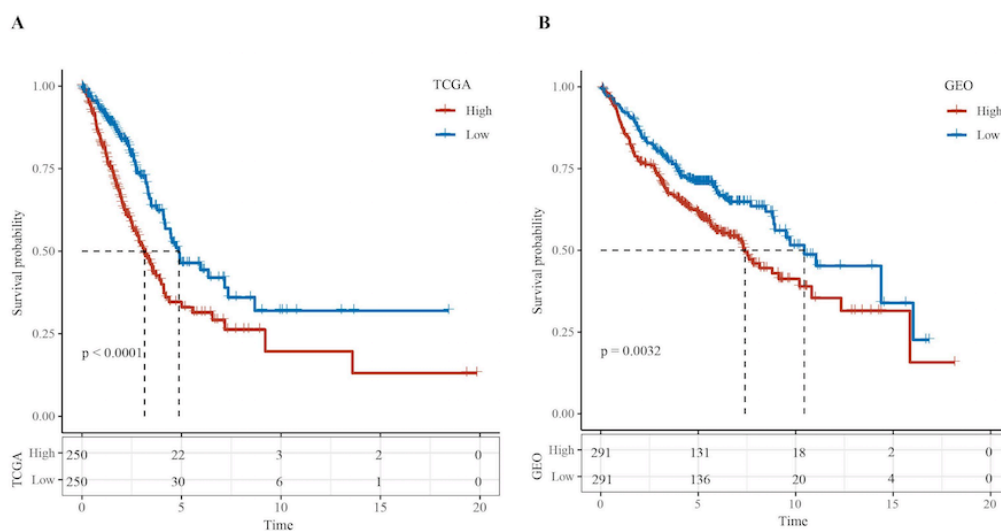 A
TCGA
High
Low
1.00
0.75
0.50
0.25
0.00
Survival probability
p < 0.0001
TCGA
High 250 22 3 2 0
Low 250 30 6 1 0
0 5 10 15 20
Time
B
GEO
High
Low
1.00
0.75
0.50
0.25
0.00
Survival probability
p = 0.0032
GEO
High 291 131 18 2 0
Low 291 136 20 4 0
0 5 10 15 20
Time